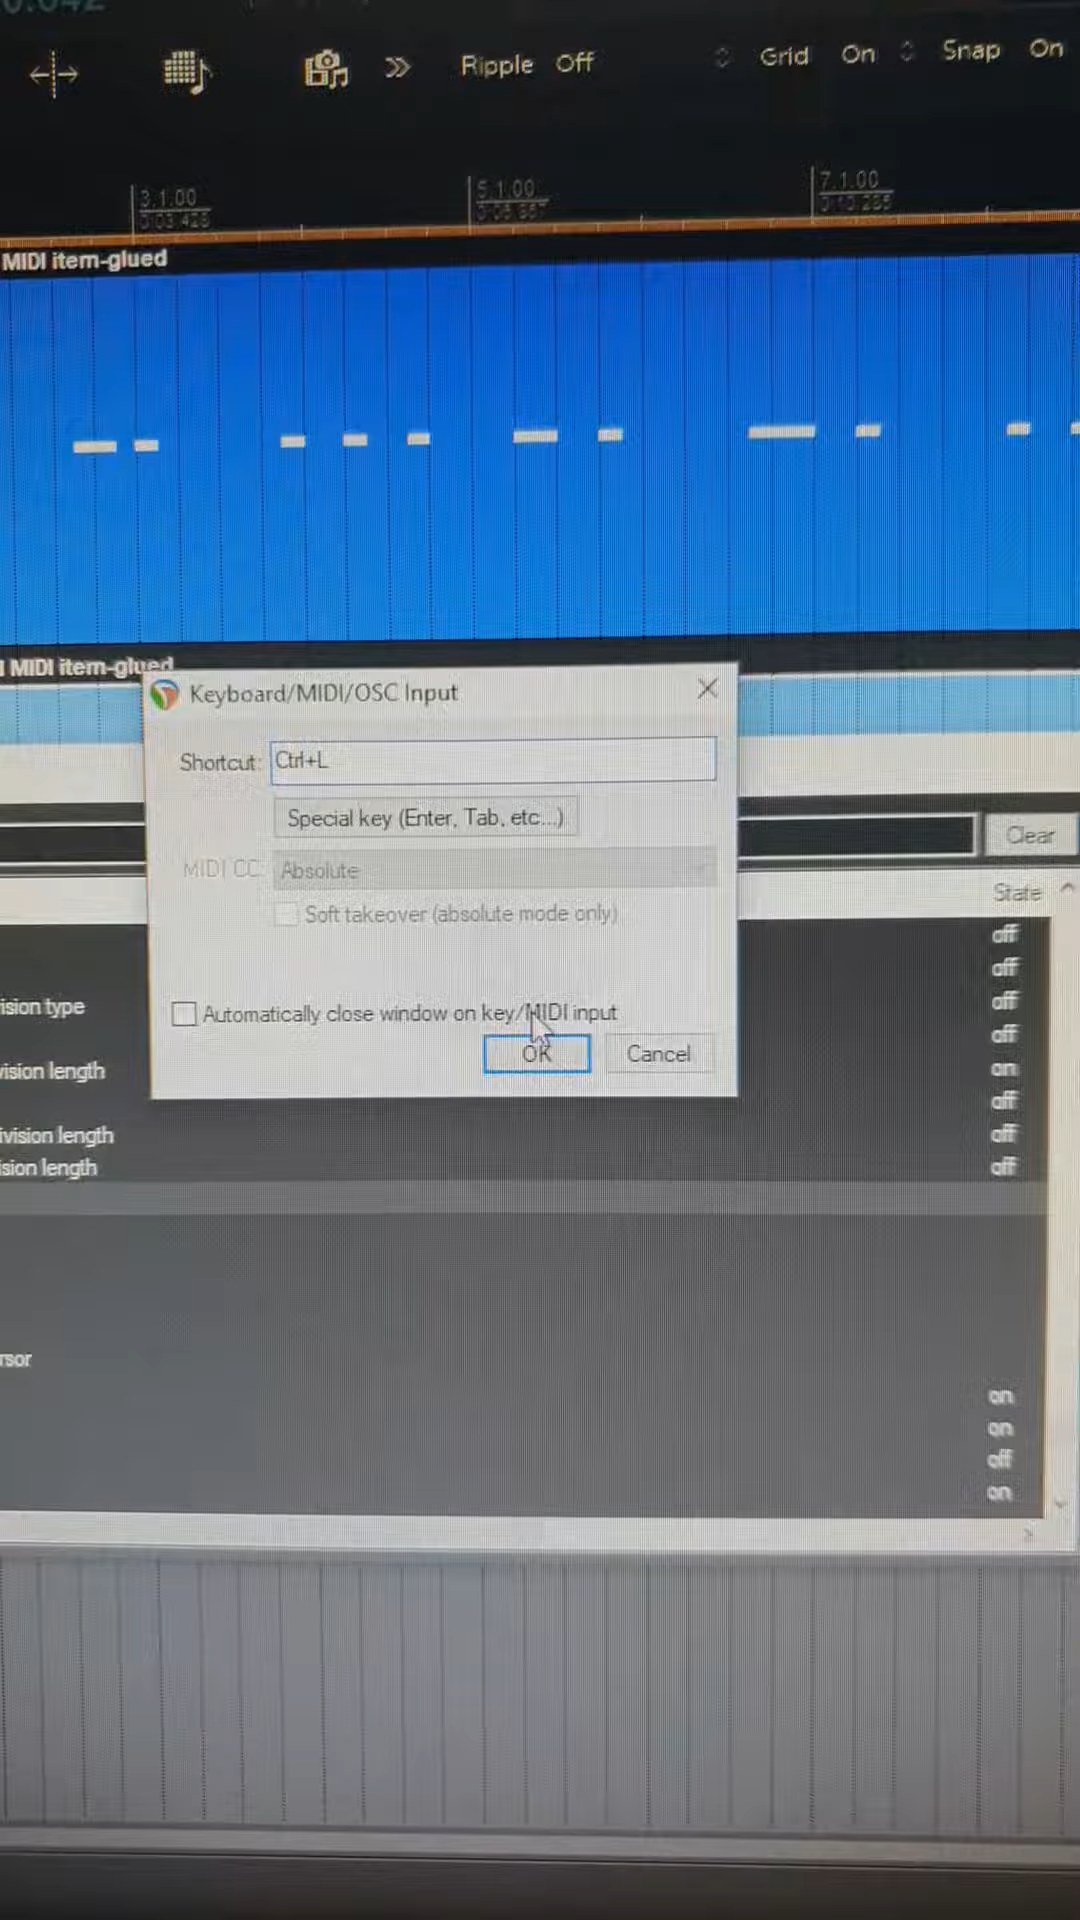 Ripple Off
Grid On
Snap On
3.1.00
5.1.00
7.1.00
MIDI item-glued
MIDI item-glued
Keyboard/MIDI/OSC Input
Shortcut: Ctrl+L
Special key (Enter, Tab, etc...)
MIDI CC: Absolute
Soft takeover (absolute mode only)
Automatically close window on key/MIDI input
OK Cancel
Clear
State
off
off
ision type off
off
vision length on
off
ivision length off
sion length off
rsor
on
on
off
on